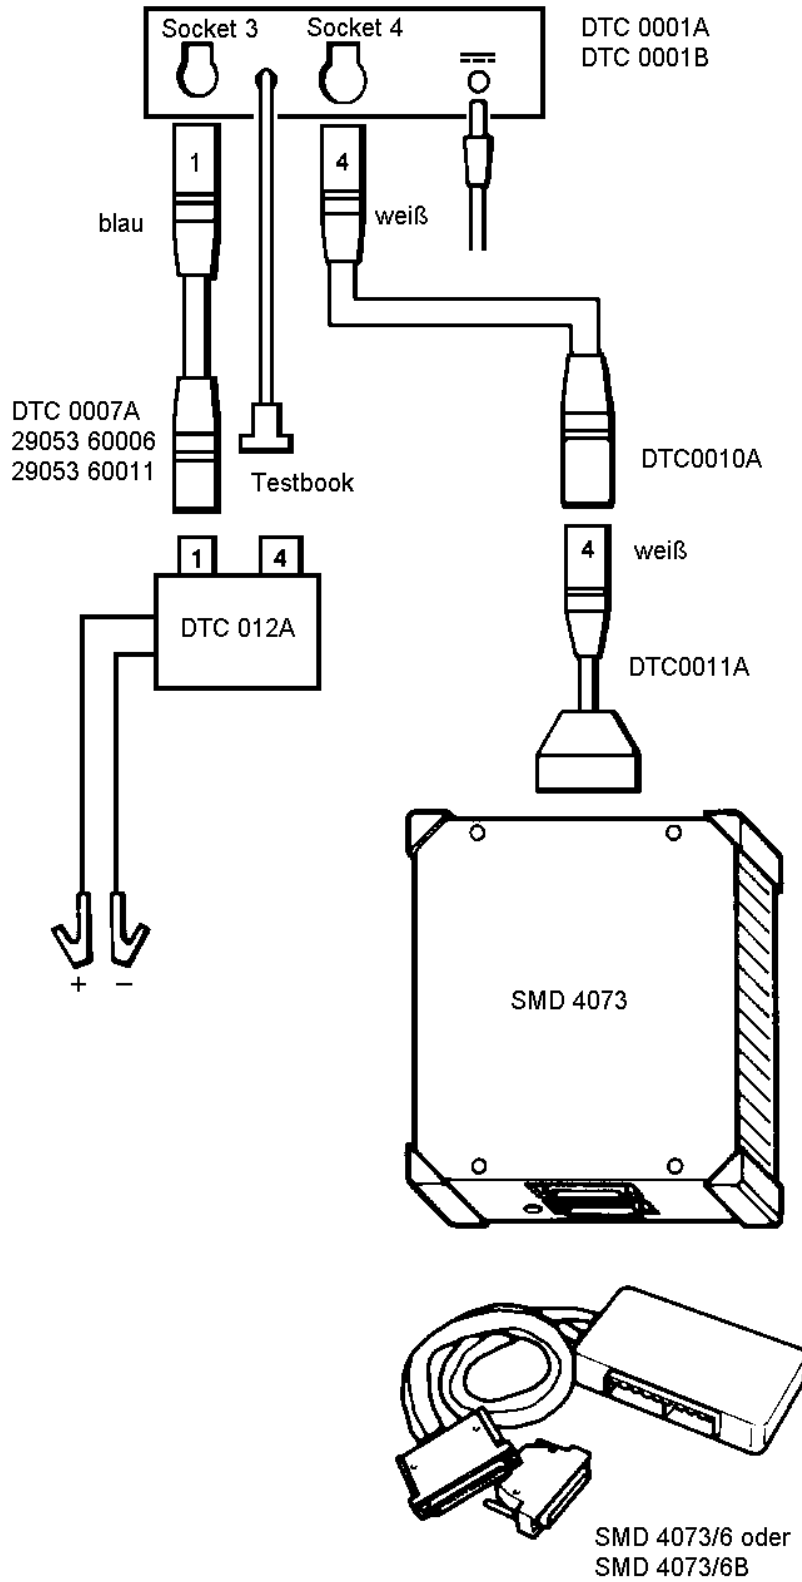 Socket 3
Socket 4
DTC 0001A
DTC 0001B
1
4
blau
weiß
DTC 0007A
29053 60006
29053 60011
Testbook
DTC0010A
1
4
4
weiß
DTC 012A
DTC0011A
+
−
SMD 4073
SMD 4073/6 oder
SMD 4073/6B